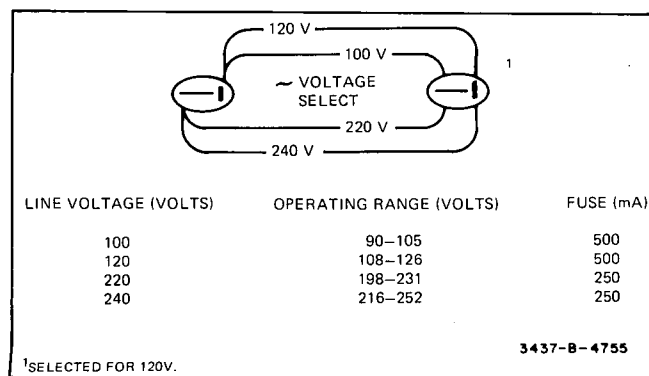 120 V
100 V
1
~ VOLTAGE
SELECT
220 V
240 V
LINE VOLTAGE (VOLTS) OPERATING RANGE (VOLTS) FUSE (mA)
100 90–105 500
120 108–126 500
220 198–231 250
240 216–252 250
3437-B-4755
1SELECTED FOR 120V.